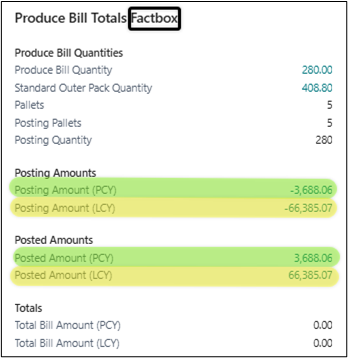 Produce Bill Totals Factbox
Produce Bill Quantities
Produce Bill Quantity 280.00
Standard Outer Pack Quantity 408.80
Pallets 5
Posting Pallets 5
Posting Quantity 280
Posting Amounts
Posting Amount (PCY) -3,688.06
Posting Amount (LCY) -66,385.07
Posted Amounts
Posted Amount (PCY) 3,688.06
Posted Amount (LCY) 66,385.07
Totals
Total Bill Amount (PCY) 0.00
Total Bill Amount (LCY) 0.00